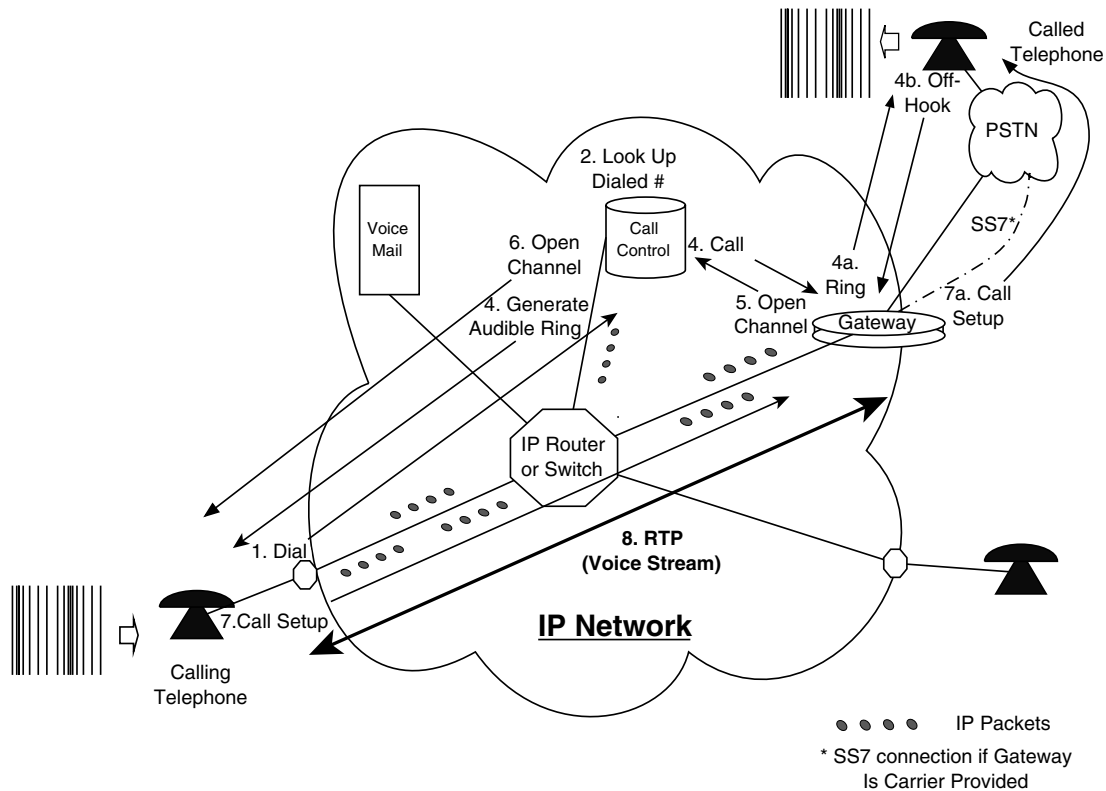 Called
Telephone
4b. Off-
Hook
PSTN
2. Look Up
Dialed #
Voice
Mail
Call
Control
SS7*
6. Open
Channel
4. Call
4a.
Ring
4. Generate
Audible Ring
5. Open
Channel
7a. Call
Setup
Gateway
IP Router
or Switch
1. Dial
8. RTP
(Voice Stream)
7.Call Setup
IP Network
Calling
Telephone
IP Packets
* SS7 connection if Gateway
Is Carrier Provided